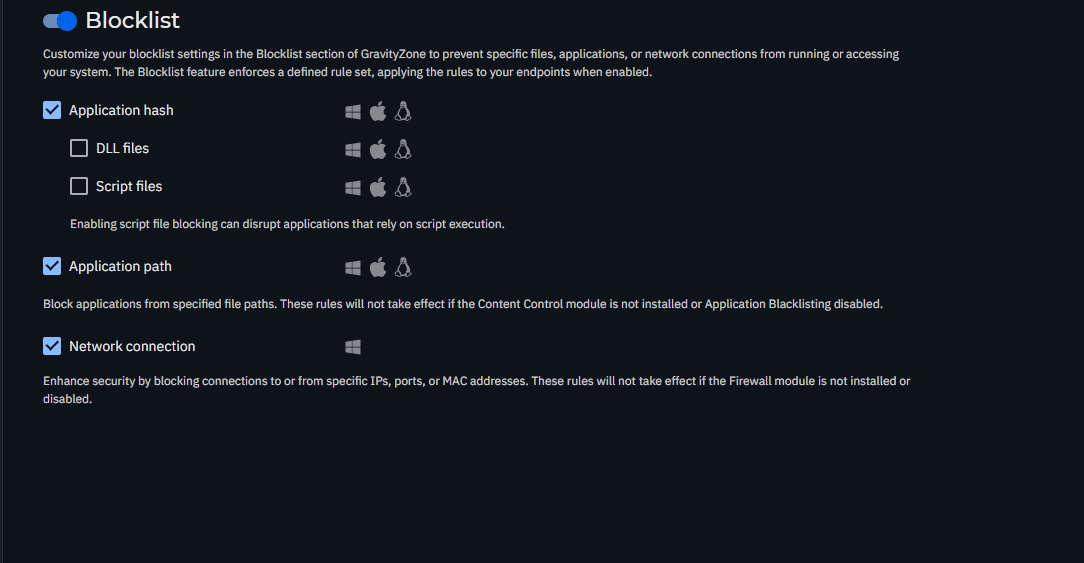 Blocklist
Customize your blocklist settings in the Blocklist section of GravityZone to prevent specific files, applications, or network connections from running or accessing
your system. The Blocklist feature enforces a defined rule set, applying the rules to your endpoints when enabled.
Application hash
DLL files
Script files
Enabling script file blocking can disrupt applications that rely on script execution.
Application path
Block applications from specified file paths. These rules will not take effect if the Content Control module is not installed or Application Blacklisting disabled.
Network connection
Enhance security by blocking connections to or from specific IPs, ports, or MAC addresses. These rules will not take effect if the Firewall module is not installed or
disabled.